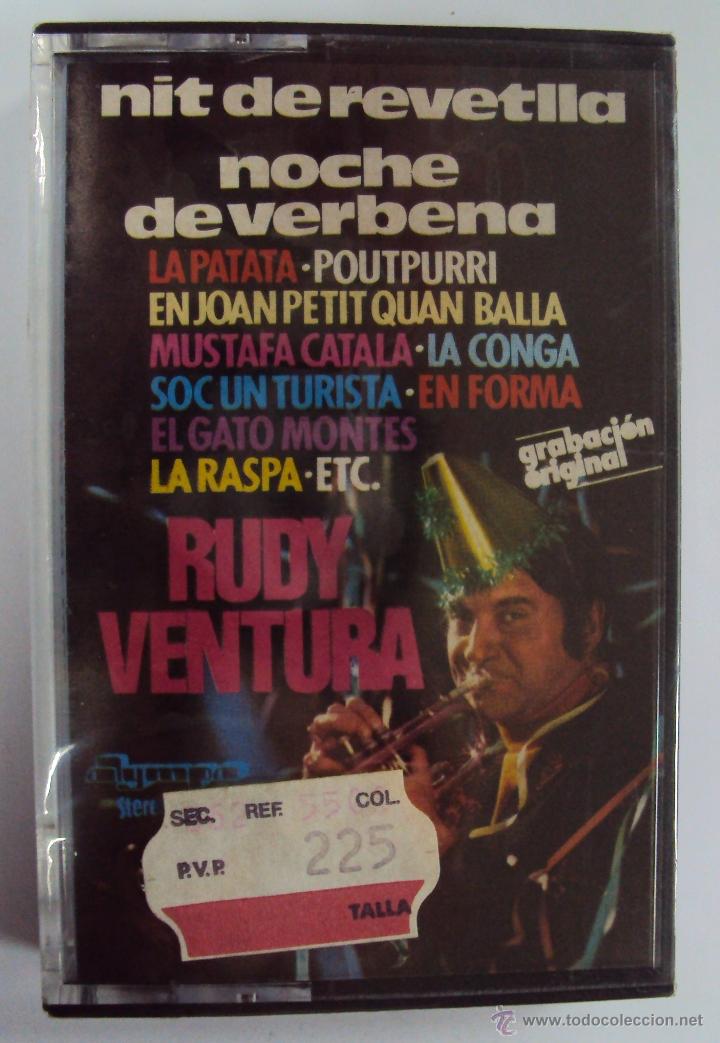 nit de revetlla
noche
de verbena
LA PATATA · POUTPURRI
EN JOAN PETIT QUAN BALLA
MUSTAFA CATALA · LA CONGA
SOC UN TURISTA · EN FORMA
EL GATO MONTES
LA RASPA · ETC.
grabación
original
RUDY
VENTURA
SEC. REF. COL.
P.V.P. 225
TALLA
© www.todocoleccion.net